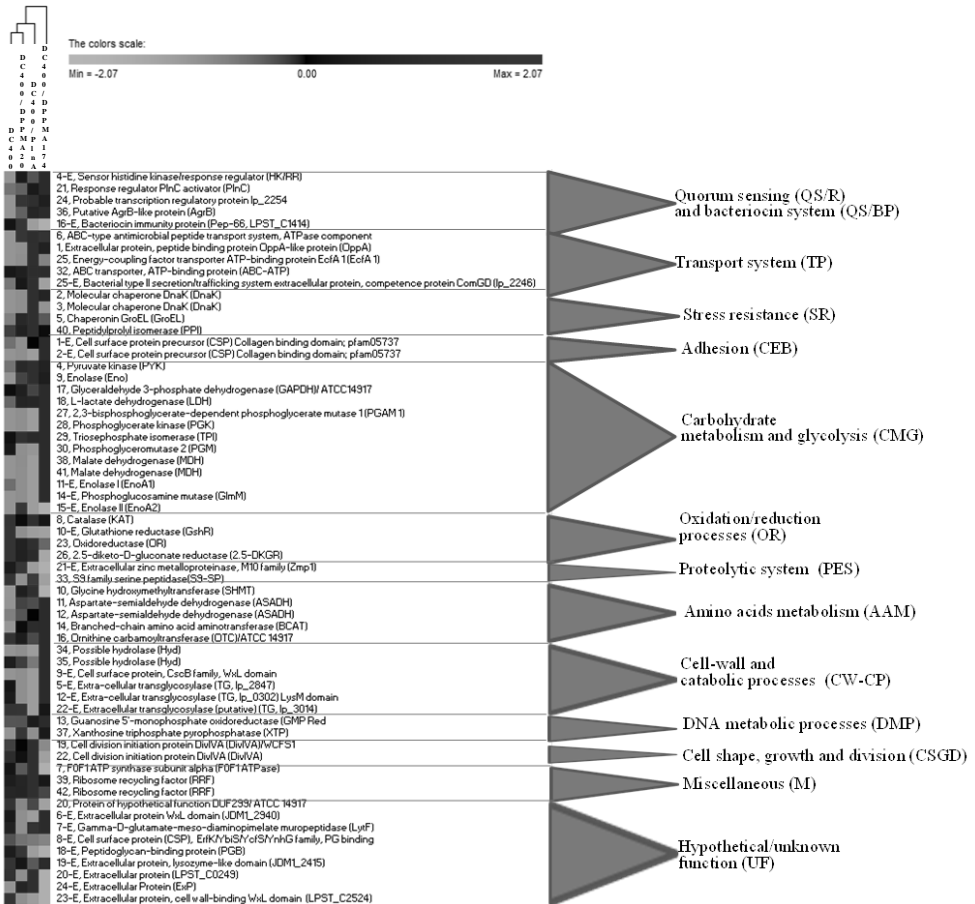 The colors scale:
Min = -2.07 0.00 Max = 2.07
DC400
DC400/DPPMA20
DC400/PlnA
DC400/DPPMA174
4-E, Sensor histidine kinase/response regulator (HK/RR)
21, Response regulator PlnC activator (PlnC)
24, Probable transcription regulatory protein lp_2254
36, Putative AgrB-like protein (AgrB)
16-E, Bacteriocin immunity protein (Pep-66, LPST_C1414)
Quorum sensing (QS/R)
and bacteriocin system (QS/BP)
6, ABC-type antimicrobial peptide transport system, ATPase component
1, Extracellular protein, peptide binding protein OppA-like protein (OppA)
25, Energy-coupling factor transporter ATP-binding protein EcfA1 (EcfA1)
32, ABC transporter, ATP-binding protein (ABC-ATP)
25-E, Bacterial type II secretion/trafficking system extracellular protein, competence protein ComGD (lp_2246)
Transport system (TP)
2, Molecular chaperone DnaK (DnaK)
3, Molecular chaperone DnaK (DnaK)
5, Chaperonin GroEL (GroEL)
40, Peptidylprolyl isomerase (PPI)
Stress resistance (SR)
1-E, Cell surface protein precursor (CSP) Collagen binding domain; pfam05737
2-E, Cell surface protein precursor (CSP) Collagen binding domain; pfam05737
Adhesion (CEB)
4, Pyruvate kinase (PYK)
9, Enolase (Eno)
17, Glyceraldehyde 3-phosphate dehydrogenase (GAPDH)/ ATCC14917
18, L-lactate dehydrogenase (LDH)
27, 2,3-bisphosphoglycerate-dependent phosphoglycerate mutase 1 (PGAM 1)
28, Phosphoglycerate kinase (PGK)
29, Triosephosphate isomerase (TPI)
30, Phosphoglyceromutase 2 (PGM)
38, Malate dehydrogenase (MDH)
41, Malate dehydrogenase (MDH)
11-E, Enolase I (EnoA1)
14-E, Phosphoglucosamine mutase (GlmM)
15-E, Enolase II (EnoA2)
Carbohydrate
metabolism and glycolysis (CMG)
8, Catalase (KAT)
10-E, Glutathione reductase (GshR)
23, Oxidoreductase (OR)
26, 2.5-diketo-D-gluconate reductase (2.5-DKGR)
Oxidation/reduction
processes (OR)
21-E, Extracellular zinc metalloproteinase, M10 family (Zmp1)
33, S9 family serine peptidase(S9-SP)
Proteolytic system (PES)
10, Glycine hydroxymethyltransferase (SHMT)
11, Aspartate-semialdehyde dehydrogenase (ASADH)
12, Aspartate-semialdehyde dehydrogenase (ASADH)
14, Branched-chain amino acid aminotransferase (BCAT)
16, Ornithine carbamoyltransferase (OTC)/ATCC 14917
Amino acids metabolism (AAM)
34, Possible hydrolase (Hyd)
35, Possible hydrolase (Hyd)
9-E, Cell surface protein, CscB family, WxL domain
5-E, Extra-cellular transglycosylase (TG, lp_2847)
12-E, Extra-cellular transglycosylase (TG, lp_0302) LysM domain
22-E, Extracellular transglycosylase (putative) (TG, lp_3014)
Cell-wall and
catabolic processes (CW-CP)
13, Guanosine 5'-monophosphate oxidoreductase (GMP Red
37, Xanthosine triphosphate pyrophosphatase (XTP)
DNA metabolic processes (DMP)
19, Cell division initiation protein DivIVA (DivIVA)/WCFS1
22, Cell division initiation protein DivIVA (DivIVA)
Cell shape, growth and division (CSGD)
7, F0F1 ATP synthase subunit alpha (F0F1 ATPase)
39, Ribosome recycling factor (RRF)
42, Ribosome recycling factor (RRF)
Miscellaneous (M)
20, Protein of hypothetical function DUF299/ ATCC 14917
6-E, Extracellular protein WxL domain (JDM1_2940)
7-E, Gamma-D-glutamate-meso-diaminopimelate muropeptidase (LytF)
8-E, Cell surface protein (CSP), ErfK/YbiS/YcfS/YnhG family, PG binding
18-E, Peptidoglycan-binding protein (PGB)
19-E, Extracellular protein, lysozyme-like domain (JDM1_2415)
20-E, Extracellular protein (LPST_C0249)
24-E, Extracellular Protein (ExP)
23-E, Extracellular protein, cell wall-binding WxL domain (LPST_C2524)
Hypothetical/unknown
function (UF)